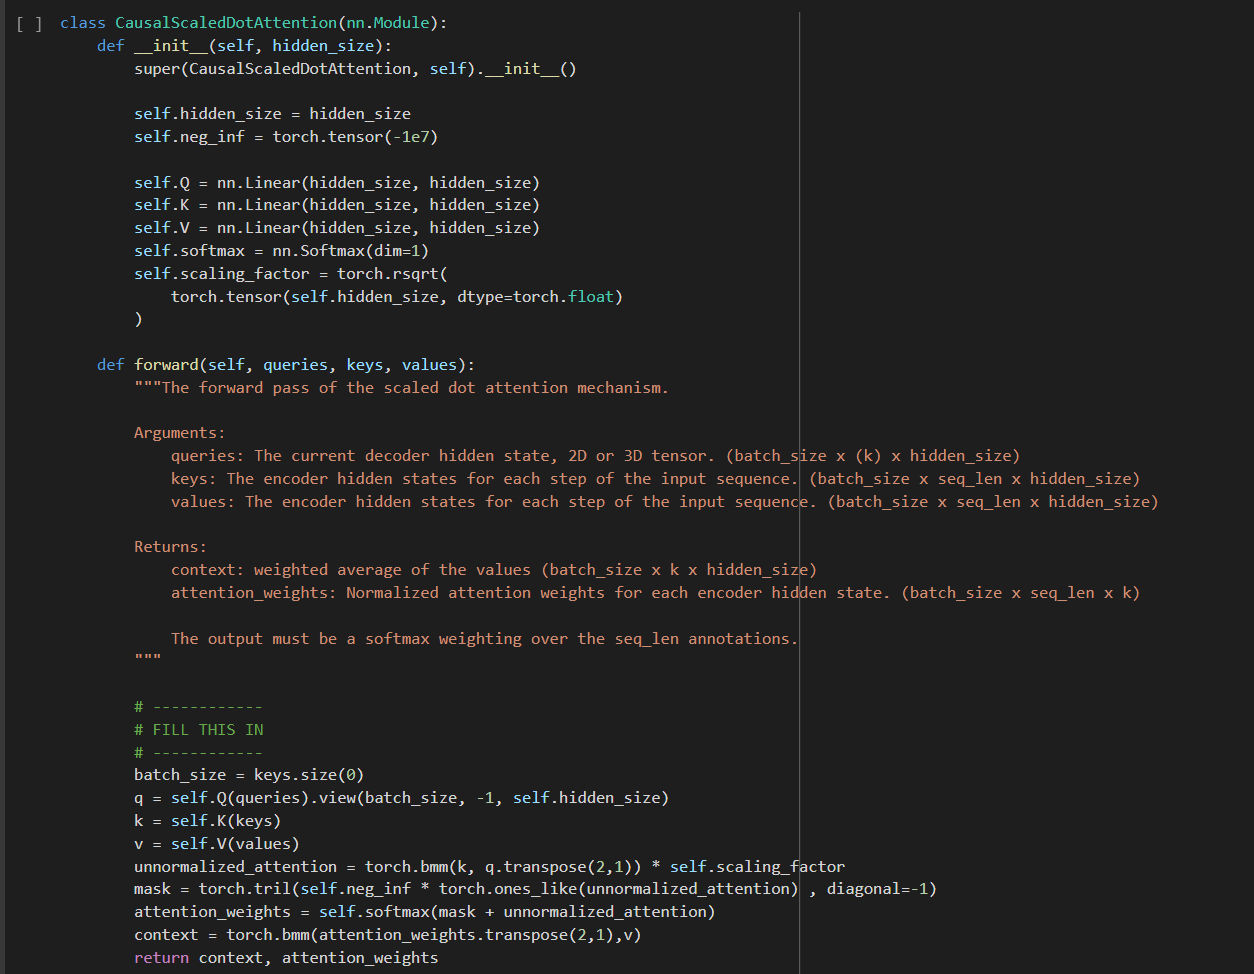 [ ] class CausalScaledDotAttention(nn.Module):
    def __init__(self, hidden_size):
        super(CausalScaledDotAttention, self).__init__()

        self.hidden_size = hidden_size
        self.neg_inf = torch.tensor(-1e7)

        self.Q = nn.Linear(hidden_size, hidden_size)
        self.K = nn.Linear(hidden_size, hidden_size)
        self.V = nn.Linear(hidden_size, hidden_size)
        self.softmax = nn.Softmax(dim=1)
        self.scaling_factor = torch.rsqrt(
            torch.tensor(self.hidden_size, dtype=torch.float)
        )

    def forward(self, queries, keys, values):
        """The forward pass of the scaled dot attention mechanism.

        Arguments:
            queries: The current decoder hidden state, 2D or 3D tensor. (batch_size x (k) x hidden_size)
            keys: The encoder hidden states for each step of the input sequence. (batch_size x seq_len x hidden_size)
            values: The encoder hidden states for each step of the input sequence. (batch_size x seq_len x hidden_size)

        Returns:
            context: weighted average of the values (batch_size x k x hidden_size)
            attention_weights: Normalized attention weights for each encoder hidden state. (batch_size x seq_len x k)

            The output must be a softmax weighting over the seq_len annotations.
        """

        # ------------
        # FILL THIS IN
        # ------------
        batch_size = keys.size(0)
        q = self.Q(queries).view(batch_size, -1, self.hidden_size)
        k = self.K(keys)
        v = self.V(values)
        unnormalized_attention = torch.bmm(k, q.transpose(2,1)) * self.scaling_factor
        mask = torch.tril(self.neg_inf * torch.ones_like(unnormalized_attention) , diagonal=-1)
        attention_weights = self.softmax(mask + unnormalized_attention)
        context = torch.bmm(attention_weights.transpose(2,1),v)
        return context, attention_weights